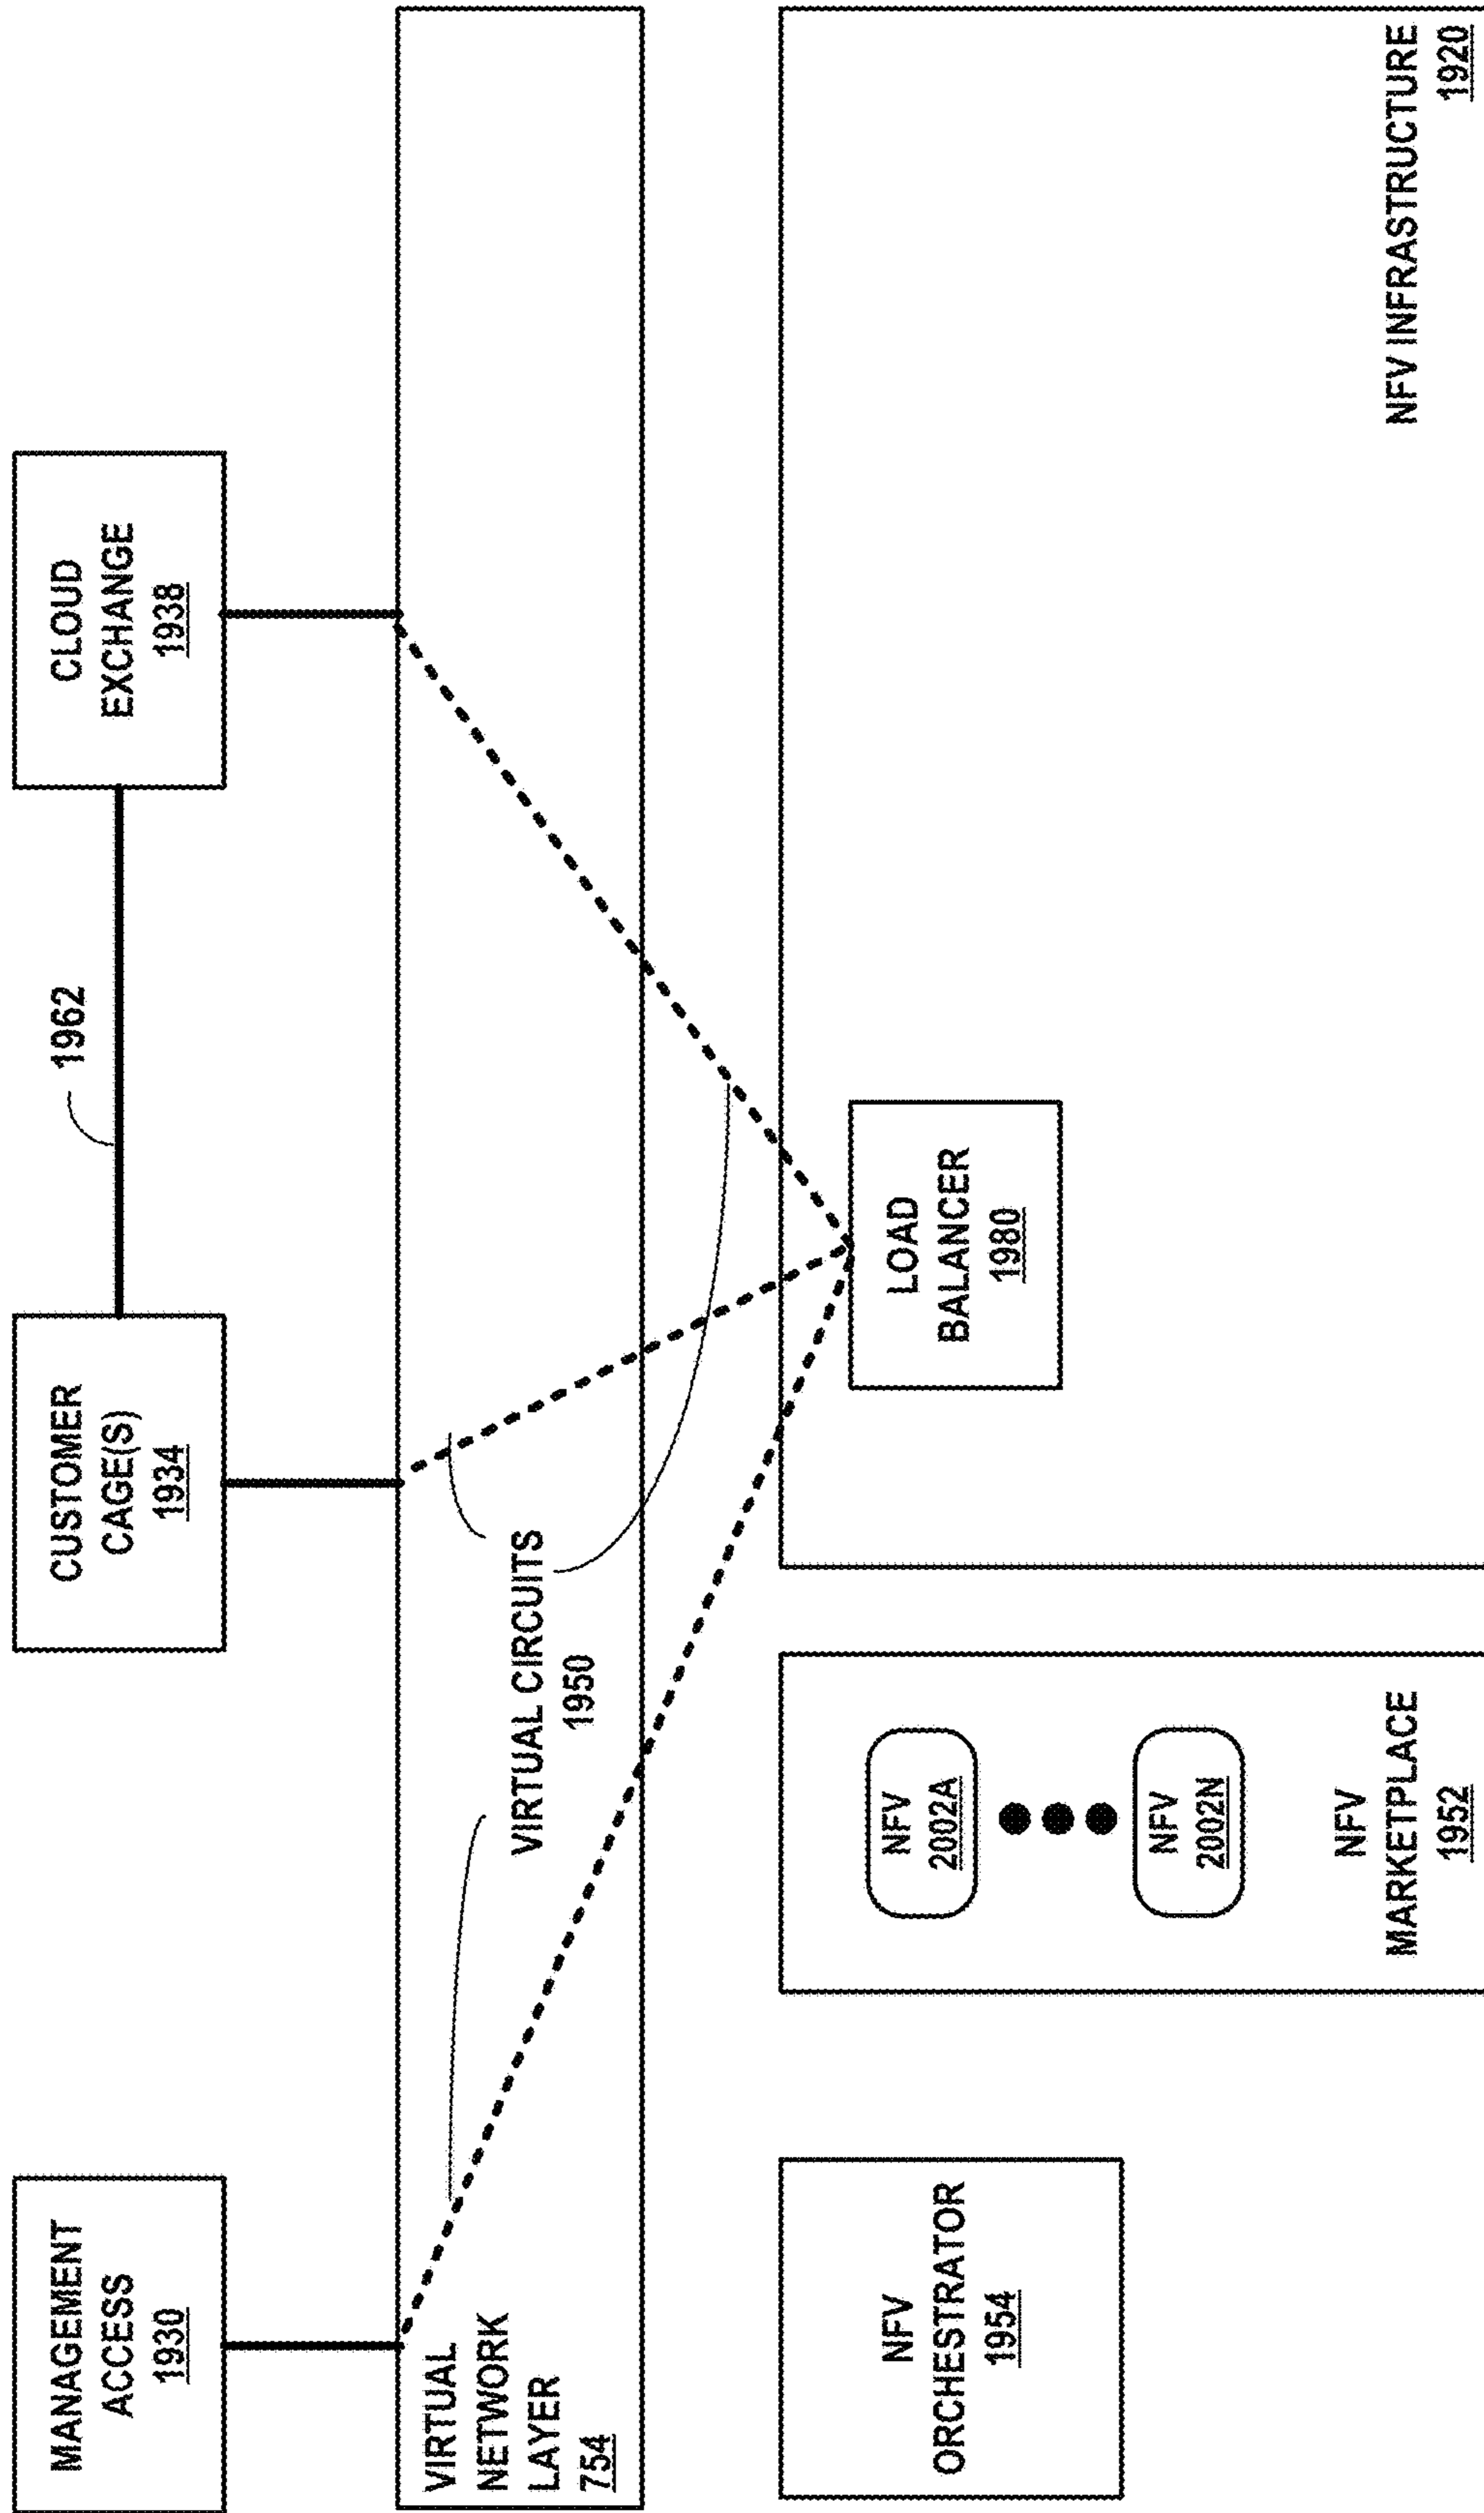 MANAGEMENT
ACCESS
1930
CUSTOMER
CAGE(S)
1934
1962
CLOUD
EXCHANGE
1938
VIRTUAL
NETWORK
LAYER
754
VIRTUAL CIRCUITS
1950
NFV
ORCHESTRATOR
1954
NFV
2002A
NFV
2002N
NFV
MARKETPLACE
1952
LOAD
BALANCER
1980
NFV INFRASTRUCTURE
1920